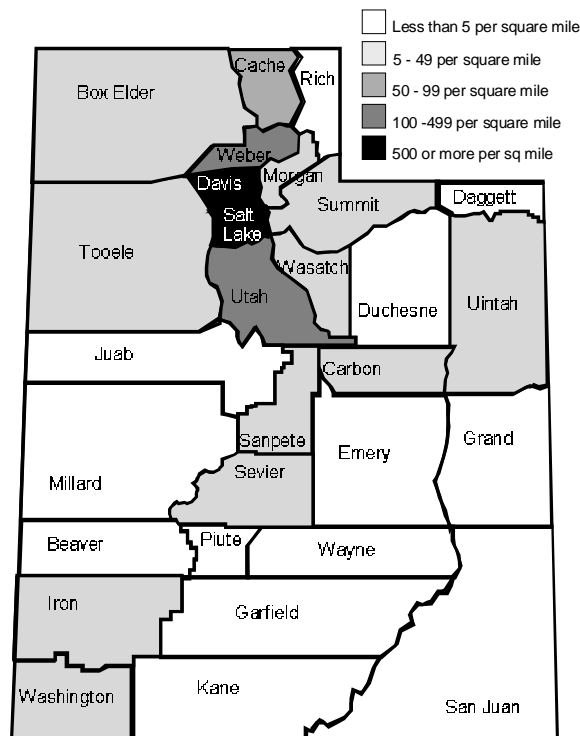 Less than 5 per square mile
5 - 49 per square mile
50 - 99 per square mile
100 -499 per square mile
500 or more per sq mile
Cache
Rich
Box Elder
Weber
Morgan
Davis
Daggett
Summit
Salt
Lake
Tooele
Wasatch
Utah
Uintah
Duchesne
Juab
Carbon
Sanpete
Grand
Emery
Sevier
Millard
Piute
Beaver
Wayne
Iron
Garfield
Kane
Washington
San Juan